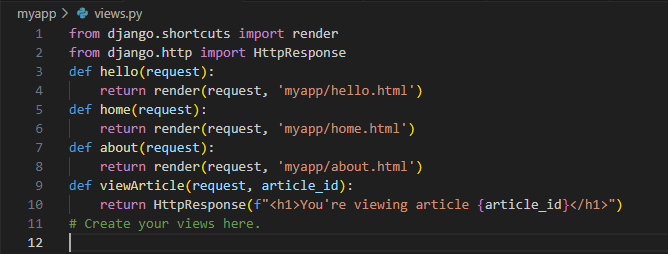 myapp > views.py
1 from django.shortcuts import render
2 from django.http import HttpResponse
3 def hello(request):
4     return render(request, 'myapp/hello.html')
5 def home(request):
6     return render(request, 'myapp/home.html')
7 def about(request):
8     return render(request, 'myapp/about.html')
9 def viewArticle(request, article_id):
10     return HttpResponse(f"<h1>You're viewing article {article_id}</h1>")
11 # Create your views here.
12